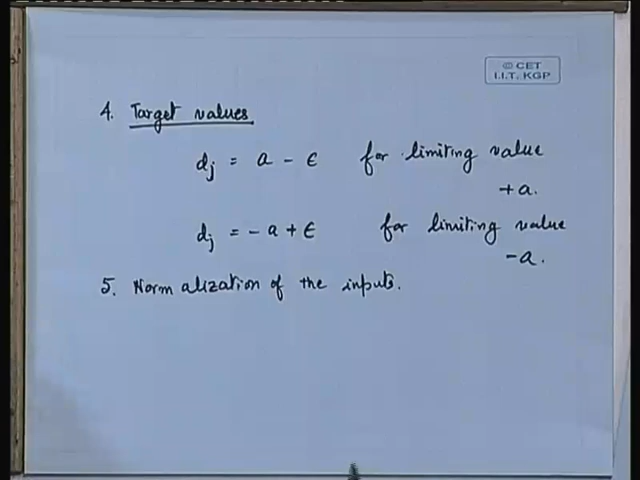 © CET
I.I.T. KGP
4. Target values
dj = a - ϵ for limiting value
+a.
dj = -a + ϵ for limiting value
-a.
5. Normalization of the inputs.